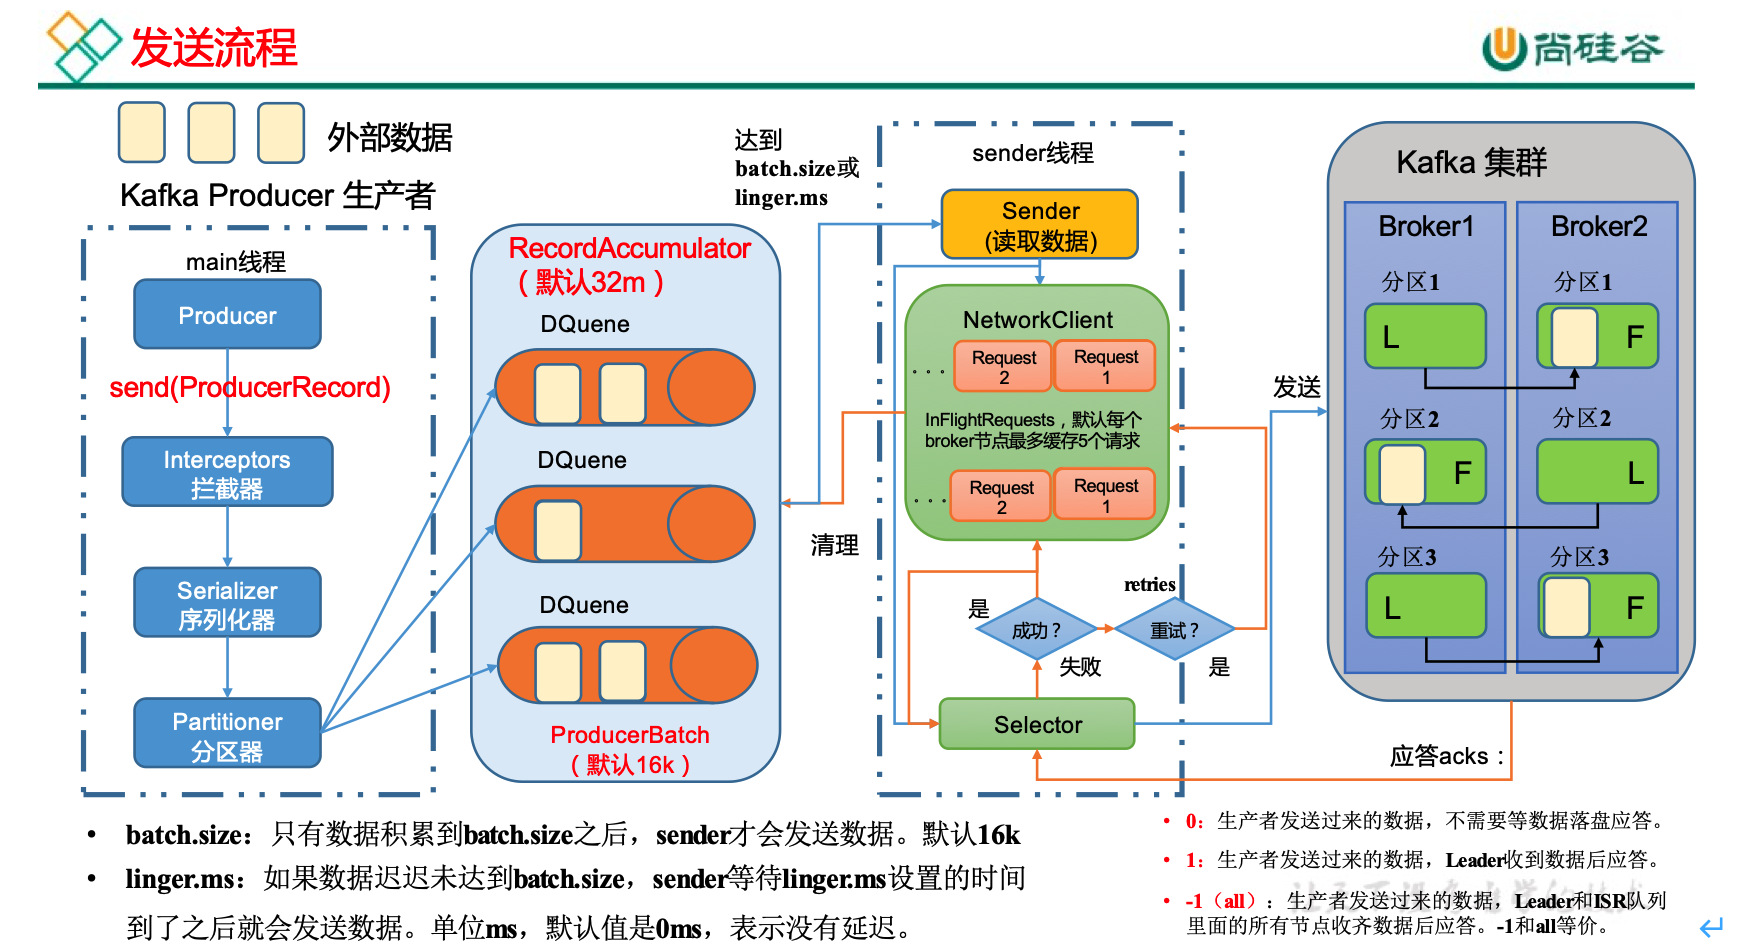 发送流程
尚硅谷
外部数据
Kafka Producer 生产者
main线程
Producer
send(ProducerRecord)
Interceptors
拦截器
Serializer
序列化器
Partitioner
分区器
RecordAccumulator
（默认32m）
DQuene
DQuene
DQuene
ProducerBatch
（默认16k）
达到
batch.size或
linger.ms
清理
sender线程
Sender
(读取数据)
NetworkClient
...
Request
2
Request
1
InFlightRequests，默认每个
broker节点最多缓存5个请求
...
Request
2
Request
1
retries
是
成功？
重试？
失败
是
Selector
发送
Kafka 集群
Broker1
分区1
L
分区2
F
分区3
L
Broker2
分区1
F
分区2
L
分区3
F
应答acks：
• batch.size：只有数据积累到batch.size之后，sender才会发送数据。默认16k
• linger.ms：如果数据迟迟未达到batch.size，sender等待linger.ms设置的时间
到了之后就会发送数据。单位ms，默认值是0ms，表示没有延迟。
• 0：生产者发送过来的数据，不需要等数据落盘应答。
• 1：生产者发送过来的数据，Leader收到数据后应答。
• -1（all）：生产者发送过来的数据，Leader和ISR队列
里面的所有节点收齐数据后应答。-1和all等价。